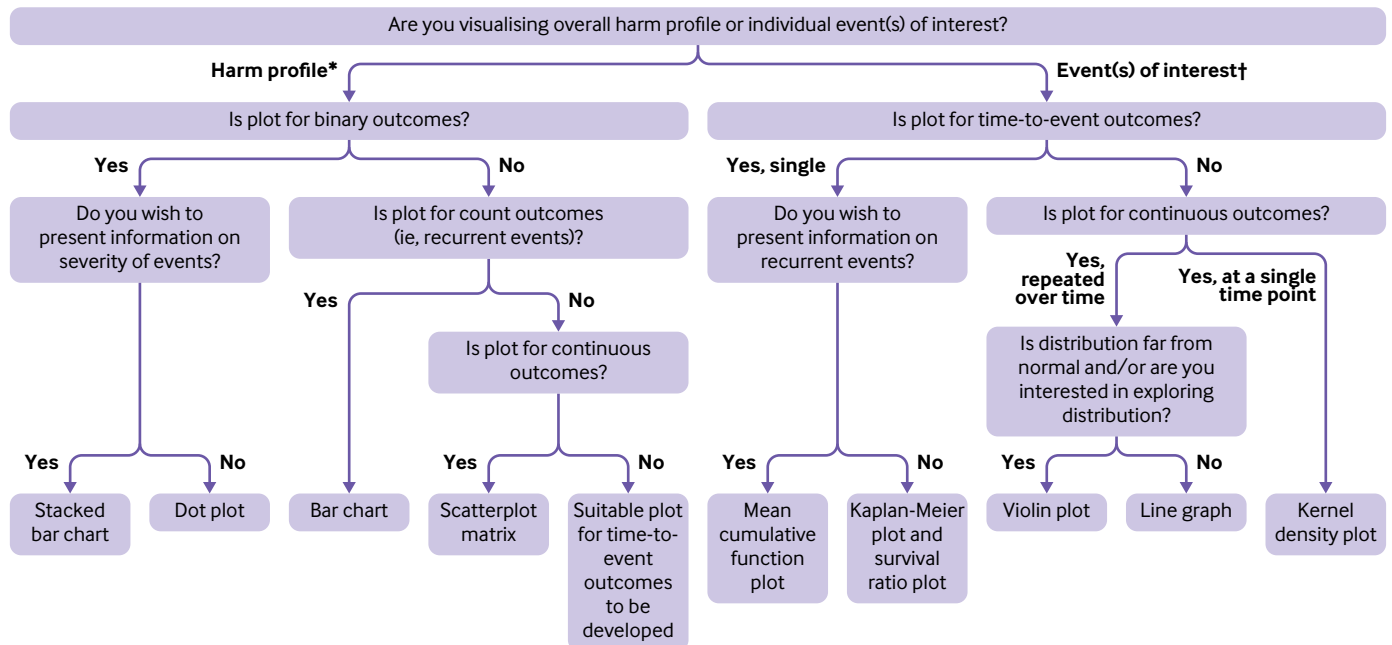 Are you visualising overall harm profile or individual event(s) of interest?
Harm profile*
Event(s) of interest†
Is plot for binary outcomes?
Is plot for time-to-event outcomes?
Yes
No
Yes, single
No
Do you wish to
present information on
severity of events?
Is plot for count outcomes
(ie, recurrent events)?
Do you wish to
present information on
recurrent events?
Is plot for continuous outcomes?
Yes,
repeated
over time
Yes, at a single
time point
Yes
No
Is plot for continuous
outcomes?
Is distribution far from
normal and/or are you
interested in exploring
distribution?
Yes
No
Yes
No
Yes
No
Yes
No
Stacked
bar chart
Dot plot
Bar chart
Scatterplot
matrix
Suitable plot
for time-to-
event
outcomes
to be
developed
Mean
cumulative
function
plot
Kaplan-Meier
plot and
survival
ratio plot
Violin plot
Line graph
Kernel
density plot